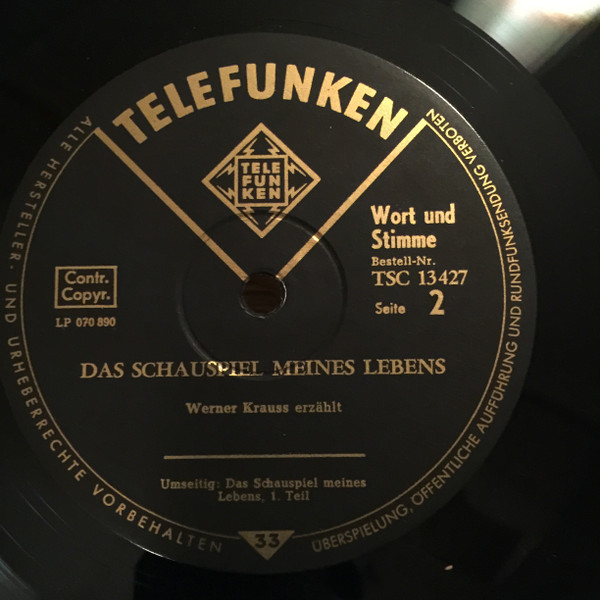 TELEFUNKEN
TELE
FUN
KEN
Wort und
Stimme
Bestell-Nr.
TSC 13427
Seite 2
Contr.
Copyr.
LP 070 890
DAS SCHAUSPIEL MEINES LEBENS
Werner Krauss erzählt
Umseitig: Das Schauspiel meines
Lebens, 1. Teil
33
ALLE HERSTELLER- UND URHEBERRECHTE VORBEHALTEN
ÜBERSPIELUNG, ÖFFENTLICHE AUFFÜHRUNG UND RUNDFUNKSENDUNG VERBOTEN